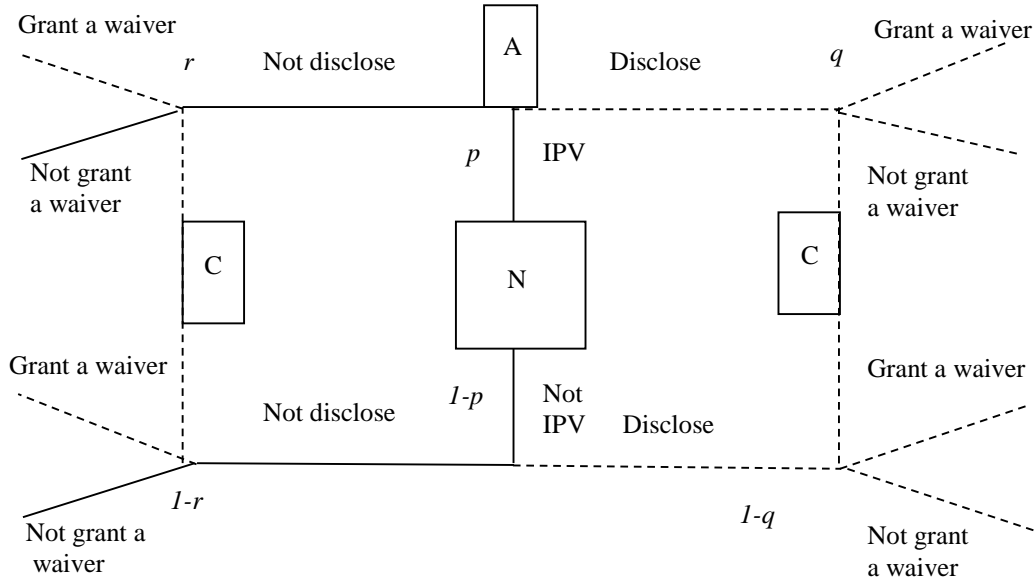 Grant a waiver
r
Not disclose
A
Disclose
q
Grant a waiver
p
IPV
Not grant
a waiver
Not grant
a waiver
C
N
C
Grant a waiver
Grant a waiver
Not disclose
1-p
Not
IPV
Disclose
1-r
1-q
Not grant a
waiver
Not grant
a waiver